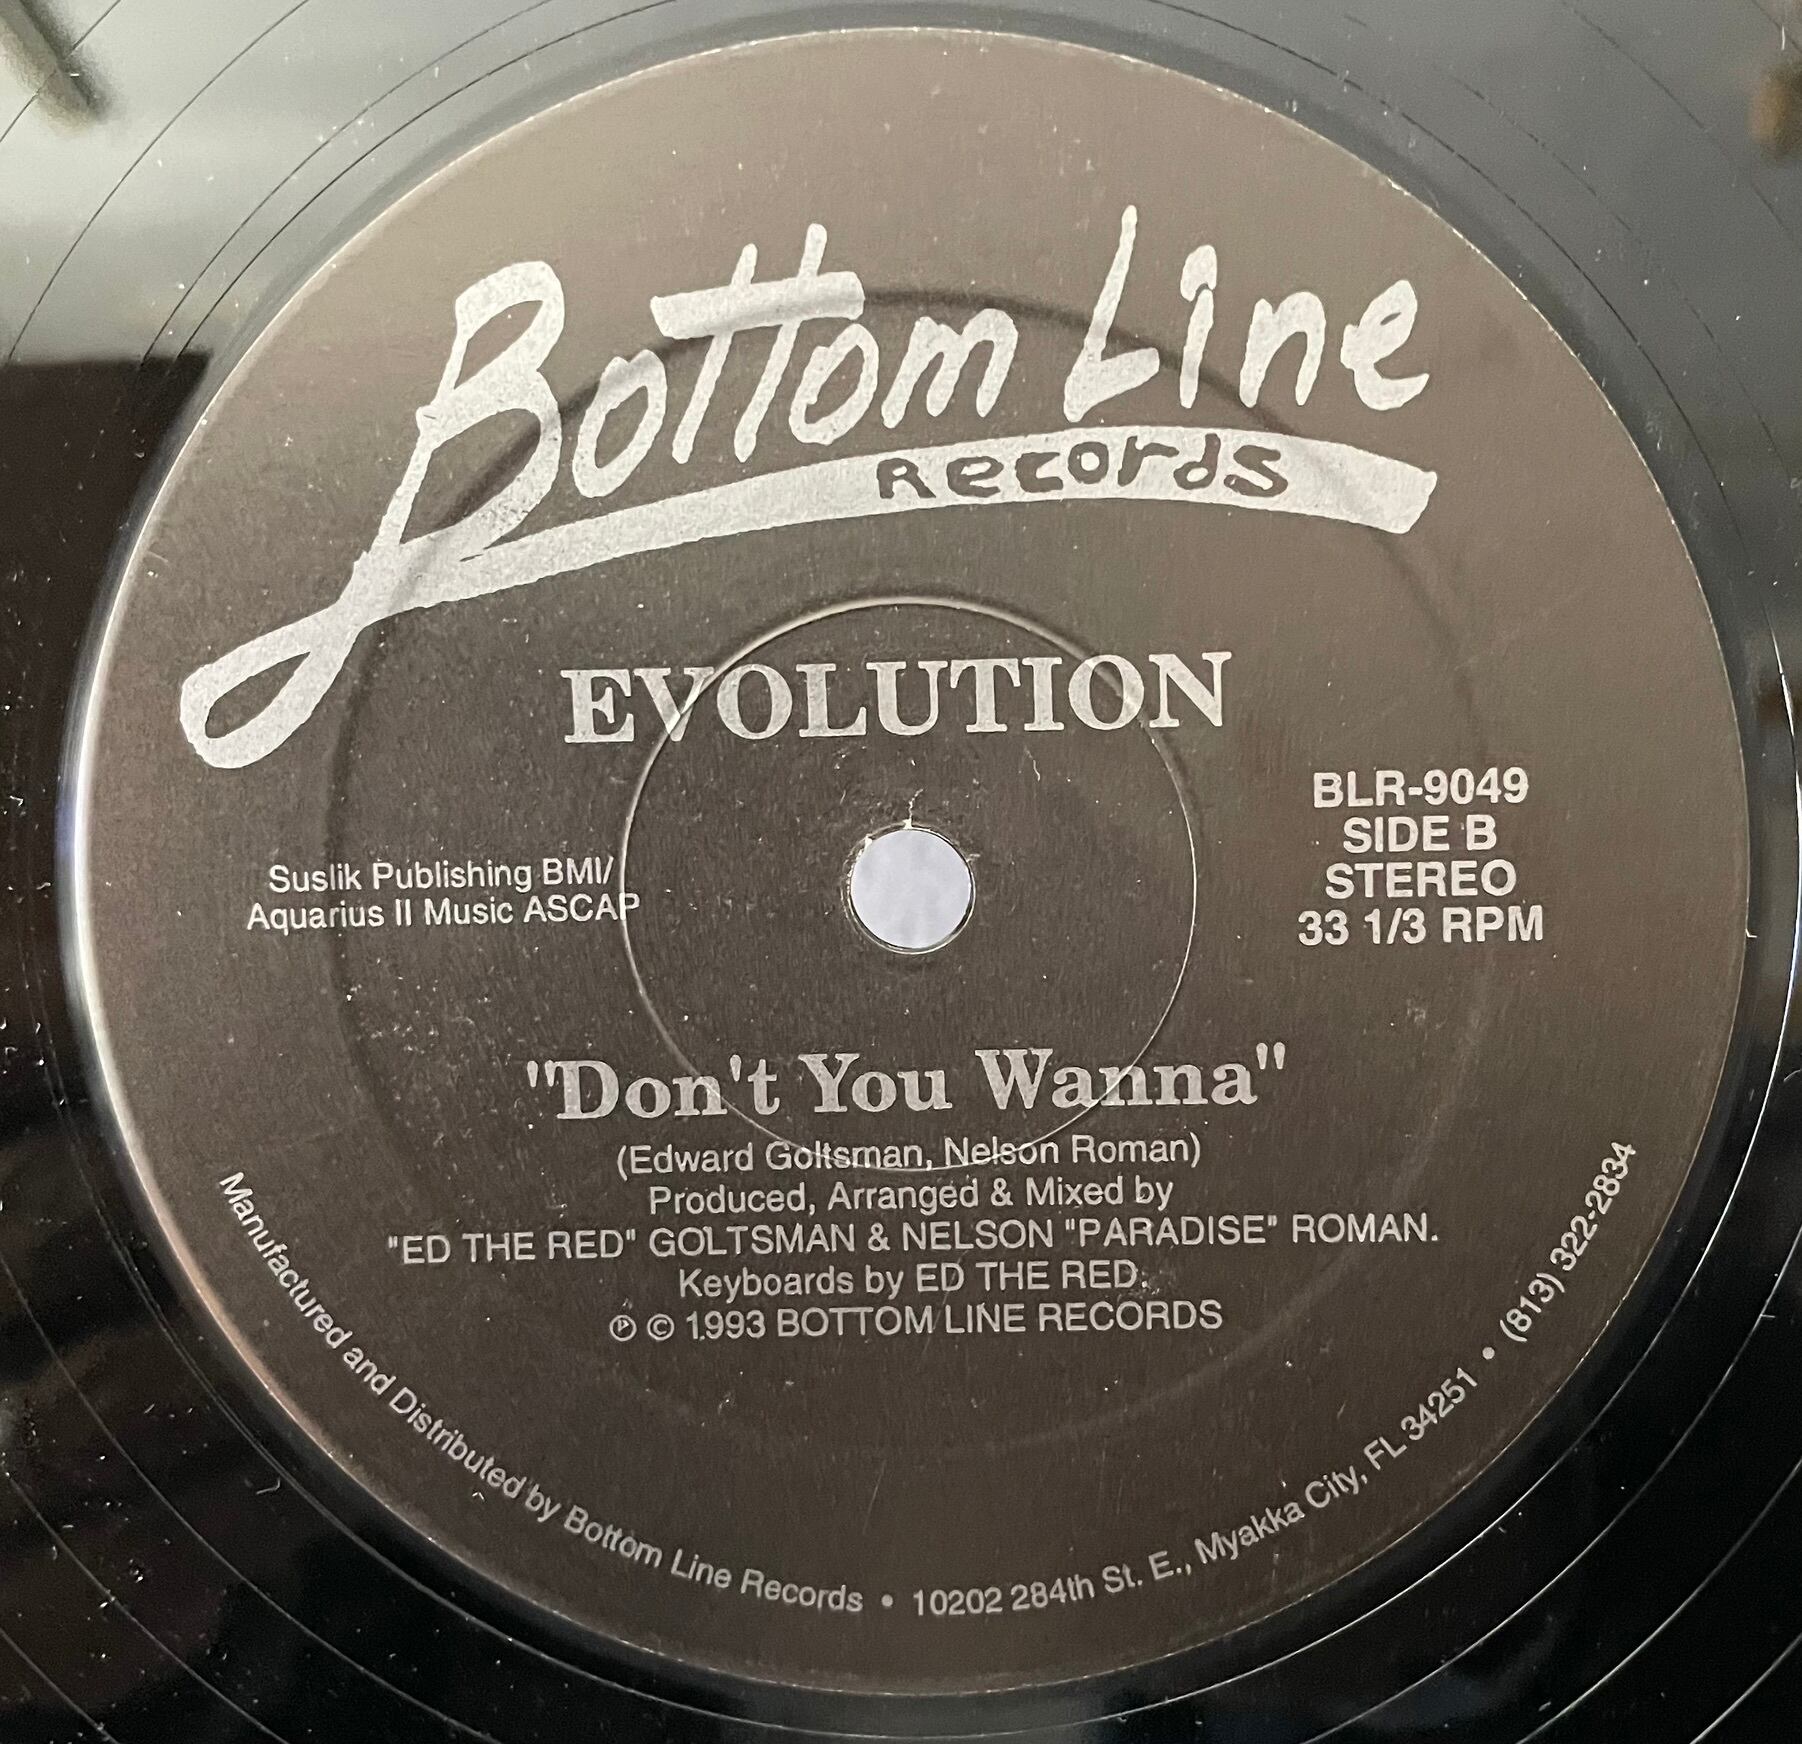 Bottom Line
Records
EVOLUTION
BLR-9049
SIDE B
STEREO
33 1/3 RPM
Suslik Publishing BMI/
Aquarius II Music ASCAP
"Don't You Wanna"
(Edward Goltsman, Nelson Roman)
Produced, Arranged & Mixed by
"ED THE RED" GOLTSMAN & NELSON "PARADISE" ROMAN.
Keyboards by ED THE RED.
℗ © 1993 BOTTOM LINE RECORDS
Manufactured and Distributed by Bottom Line Records • 10202 284th St. E., Myakka City, FL 34251 • (813) 322-2834